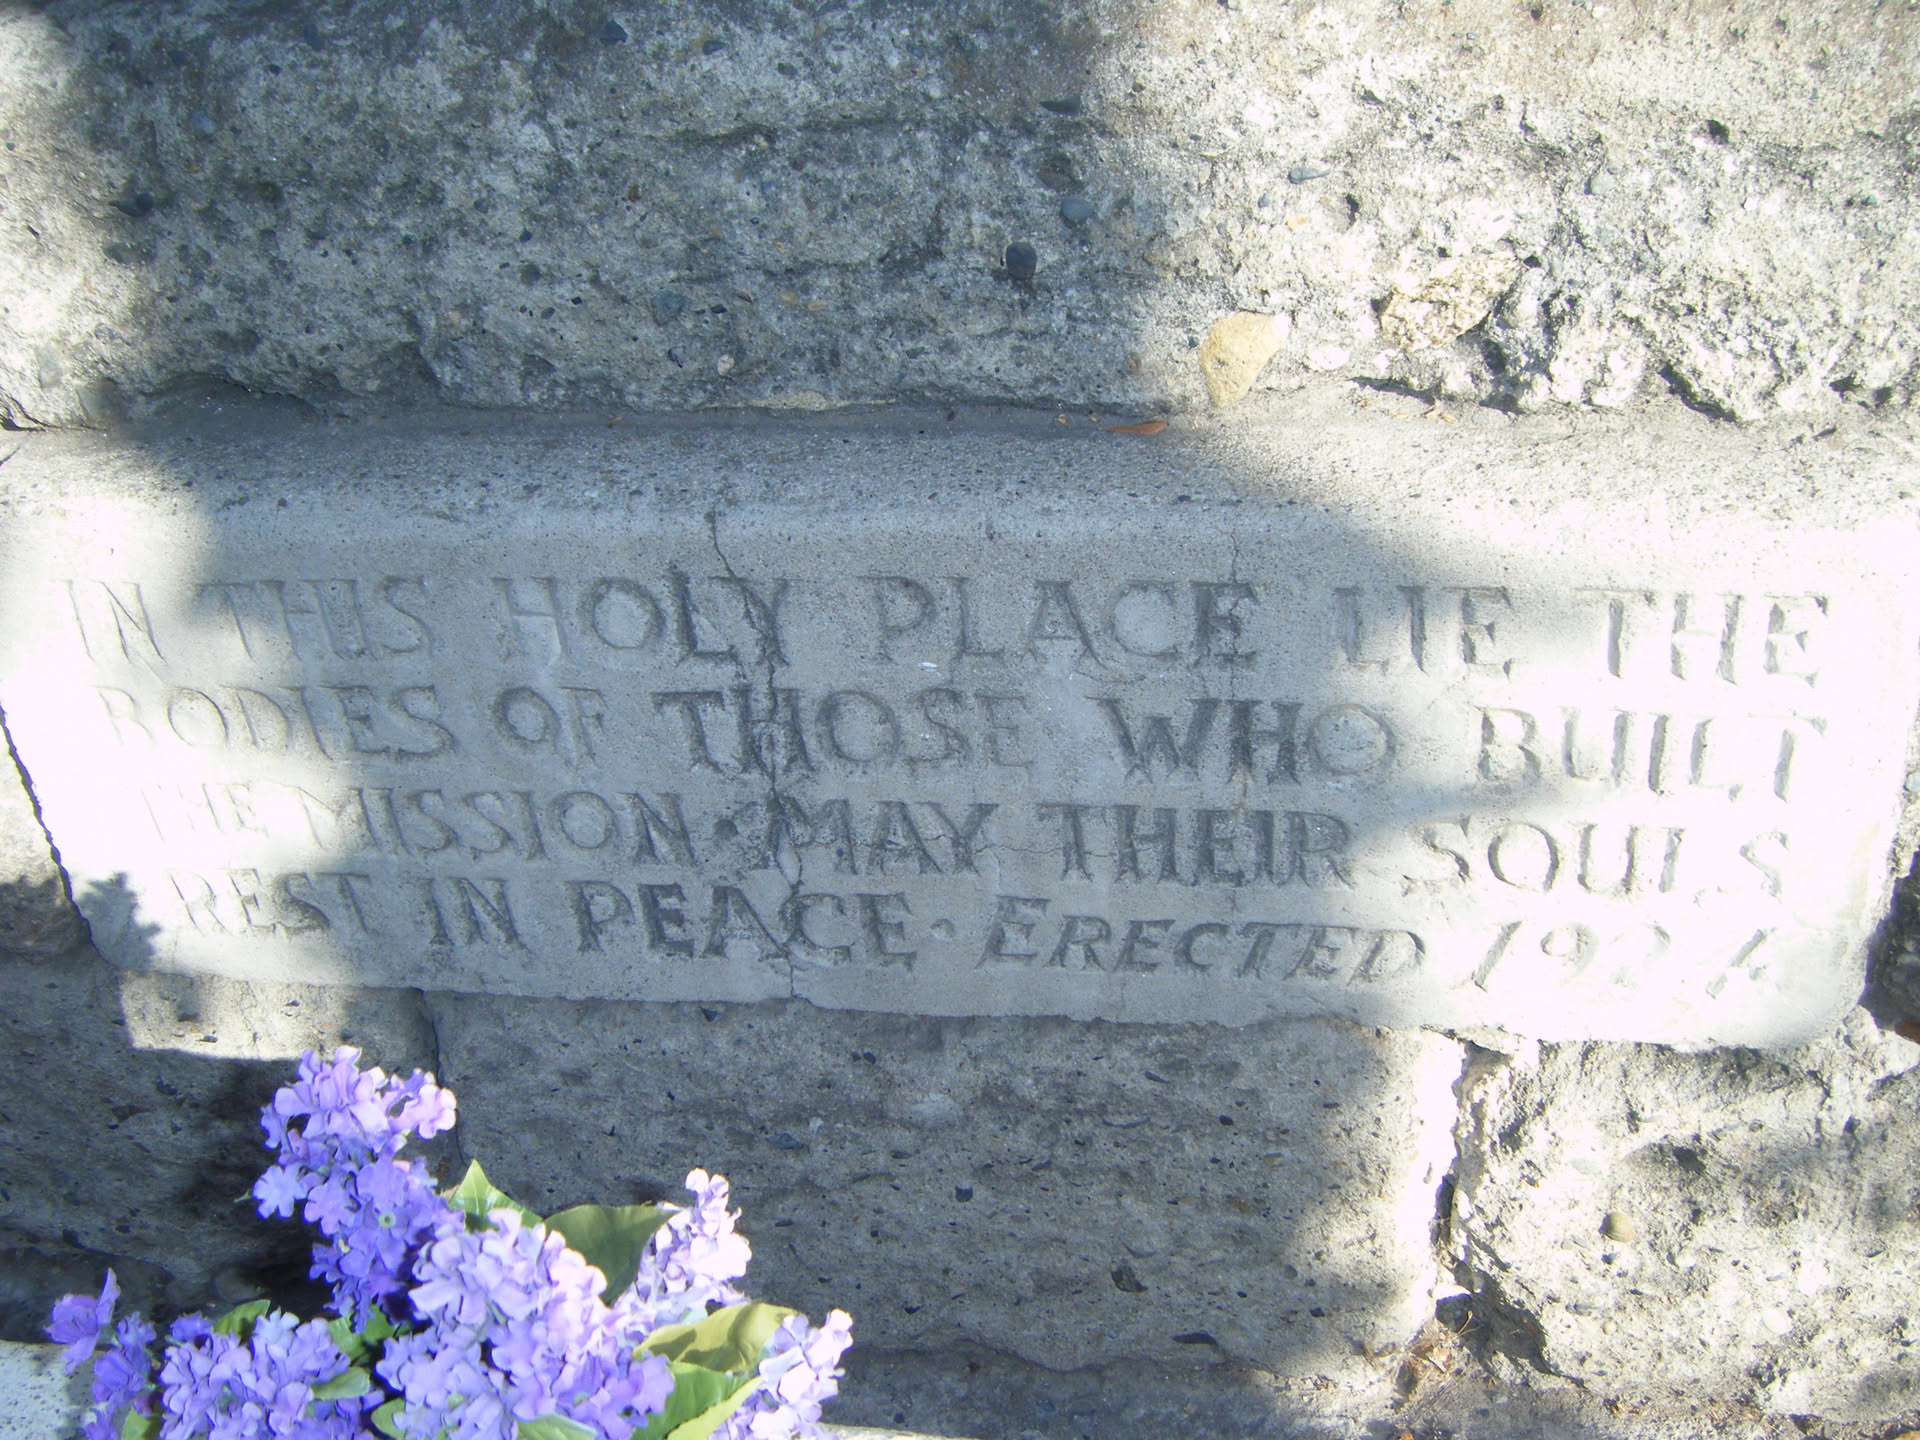 IN THIS HOLY PLACE LIE THE
BODIES OF THOSE WHO BUILT
THE MISSION · MAY THEIR SOULS
REST IN PEACE · ERECTED 1924